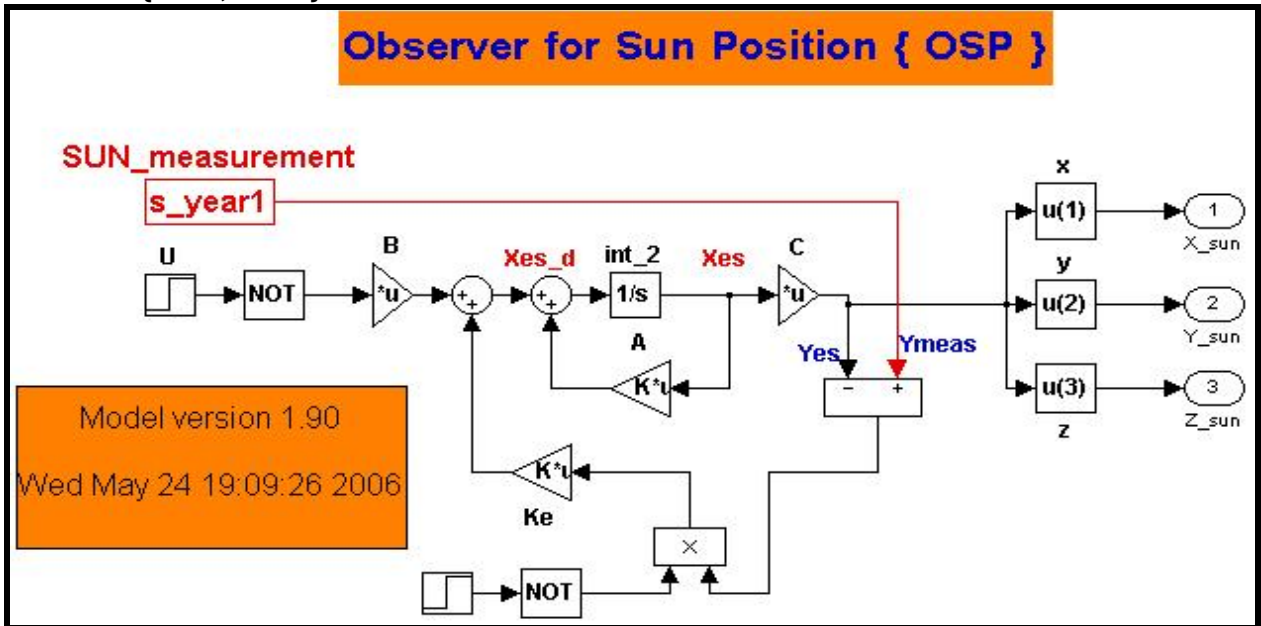 Observer for Sun Position { OSP }
SUN_measurement
s_year1
x
u(1)
1
X_sun
U
NOT
B
*u
+
+
Xes_d
+
+
int_2
1/s
Xes
C
*u
y
u(2)
2
Y_sun
A
K*u
Yes
Ymeas
− +
u(3)
z
3
Z_sun
Model version 1.90
Wed May 24 19:09:26 2006
K*u
Ke
×
NOT